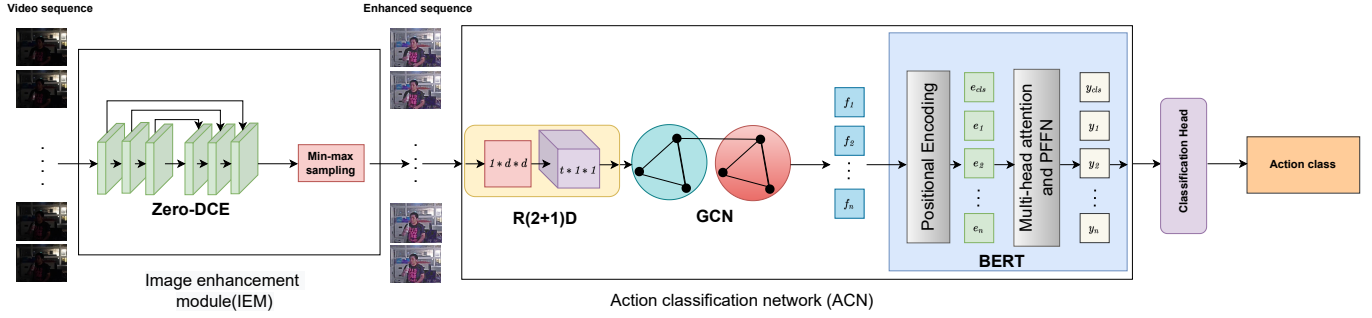 Video sequence
Enhanced sequence
Zero-DCE
Min-max
sampling
Image enhancement
module(IEM)
1 * d * d
t * 1 * 1
R(2+1)D
GCN
f1
f2
fn
Positional Encoding
ecls
e1
e2
en
Multi-head attention
and PFFN
ycls
y1
y2
yn
BERT
Action classification network (ACN)
Classification Head
Action class